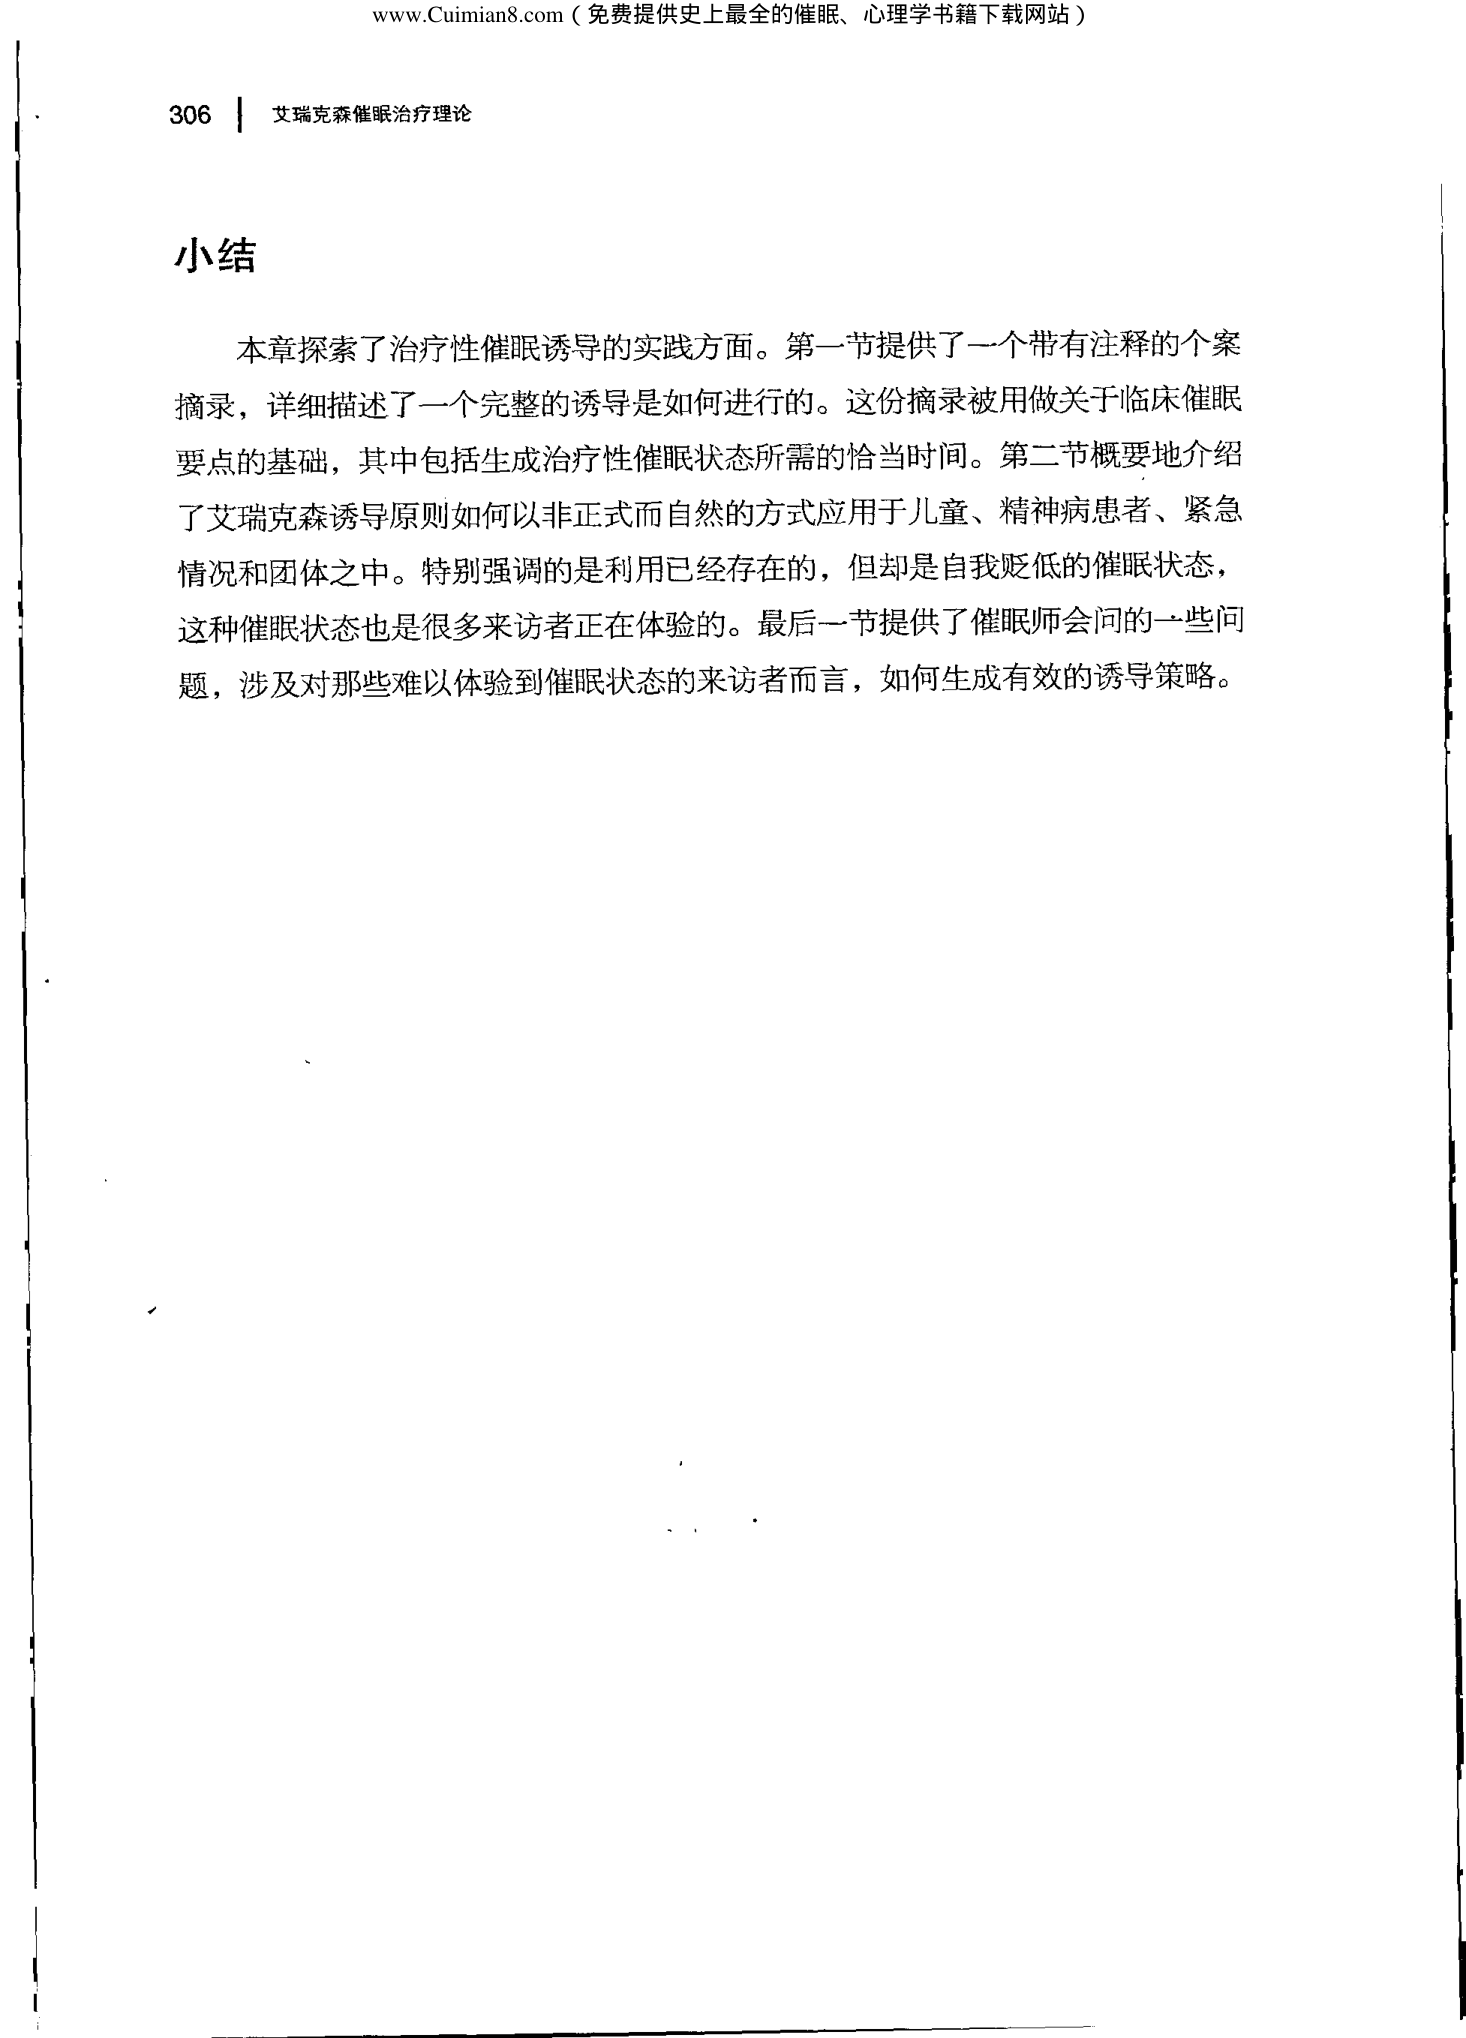 www.Cuimian8.com（免费提供史上最全的催眠、心理学书籍下载网站）
306 | 艾瑞克森催眠治疗理论
小结
本章探索了治疗性催眠诱导的实践方面。第一节提供了一个带有注释的个案
摘录，详细描述了一个完整的诱导是如何进行的。这份摘录被用做关于临床催眠
要点的基础，其中包括生成治疗性催眠状态所需的恰当时间。第二节概要地介绍
了艾瑞克森诱导原则如何以非正式而自然的方式应用于儿童、精神病患者、紧急
情况和团体之中。特别强调的是利用已经存在的，但却是自我贬低的催眠状态，
这种催眠状态也是很多来访者正在体验的。最后一节提供了催眠师会问的一些问
题，涉及对那些难以体验到催眠状态的来访者而言，如何生成有效的诱导策略。